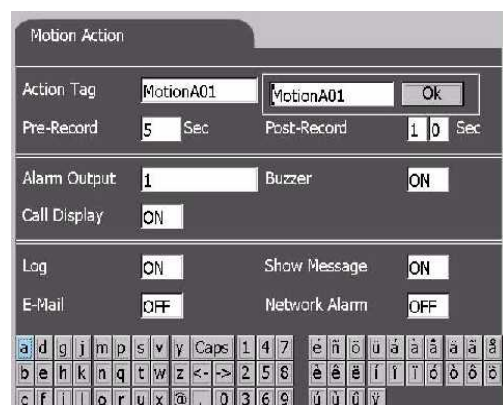 Motion Action
Action Tag MotionA01 MotionA01 Ok
Pre-Record 5 Sec Post-Record 1 0 Sec
Alarm Output 1 Buzzer ON
Call Display ON
Log ON Show Message ON
E-Mail OFF Network Alarm OFF
a d g j m p s v y Caps 1 4 7 é ñ ö ü á à å ä ã
b e h k n q t w z <- -> 2 5 8 è ê ë í î ï ó ò ô
c f i l o r u x @ . 0 3 6 9 ú ù û ÿ